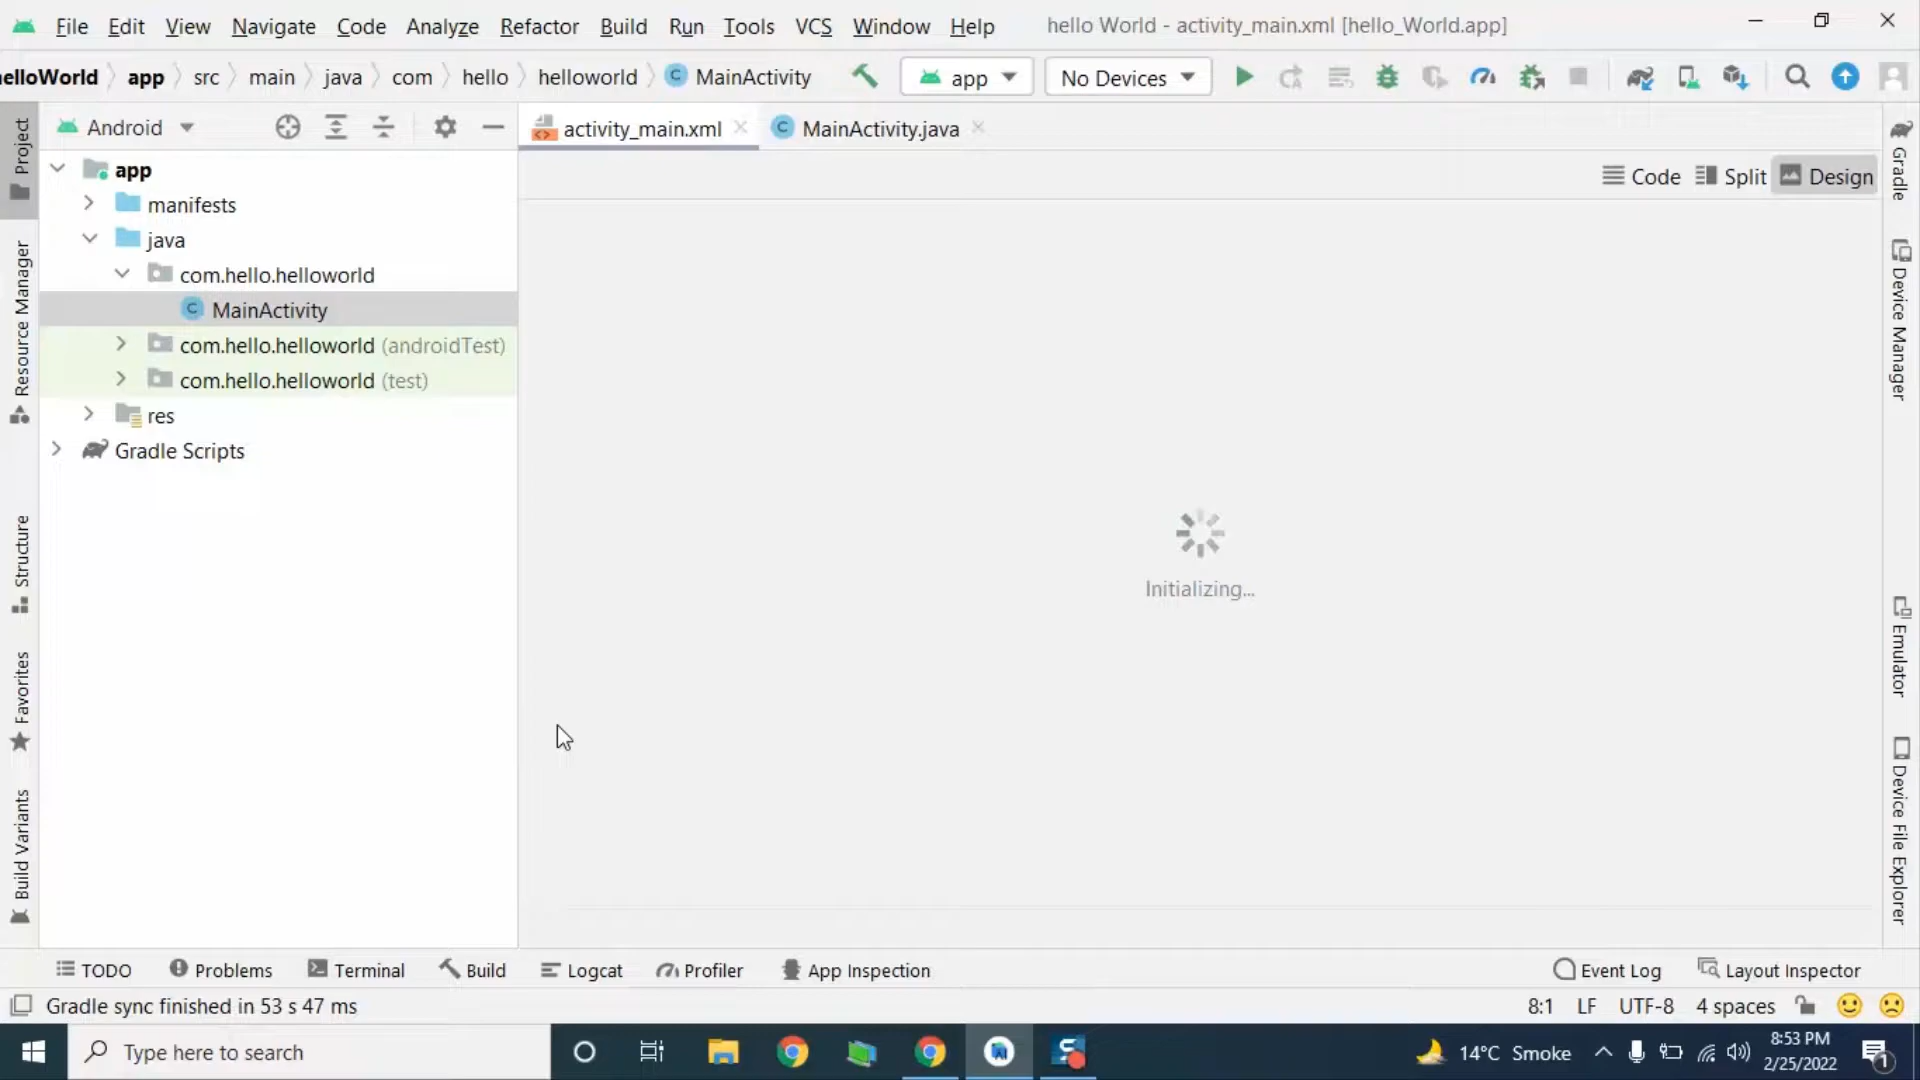 File Edit View Navigate Code Analyze Refactor Build Run Tools VCS Window Help hello World - activity_main.xml [hello_World.app]
elloWorld app src main java com hello helloworld C MainActivity app No Devices
Android
activity_main.xml
C MainActivity.java
Code Split Design
app
manifests
java
com.hello.helloworld
C MainActivity
com.hello.helloworld (androidTest)
com.hello.helloworld (test)
res
Gradle Scripts
Initializing...
Project
Resource Manager
Structure
Favorites
Build Variants
Gradle
Device Manager
Emulator
Device File Explorer
TODO Problems Terminal Build Logcat Profiler App Inspection Event Log Layout Inspector
Gradle sync finished in 53 s 47 ms 8:1 LF UTF-8 4 spaces
Type here to search
14°C Smoke
8:53 PM
2/25/2022
1